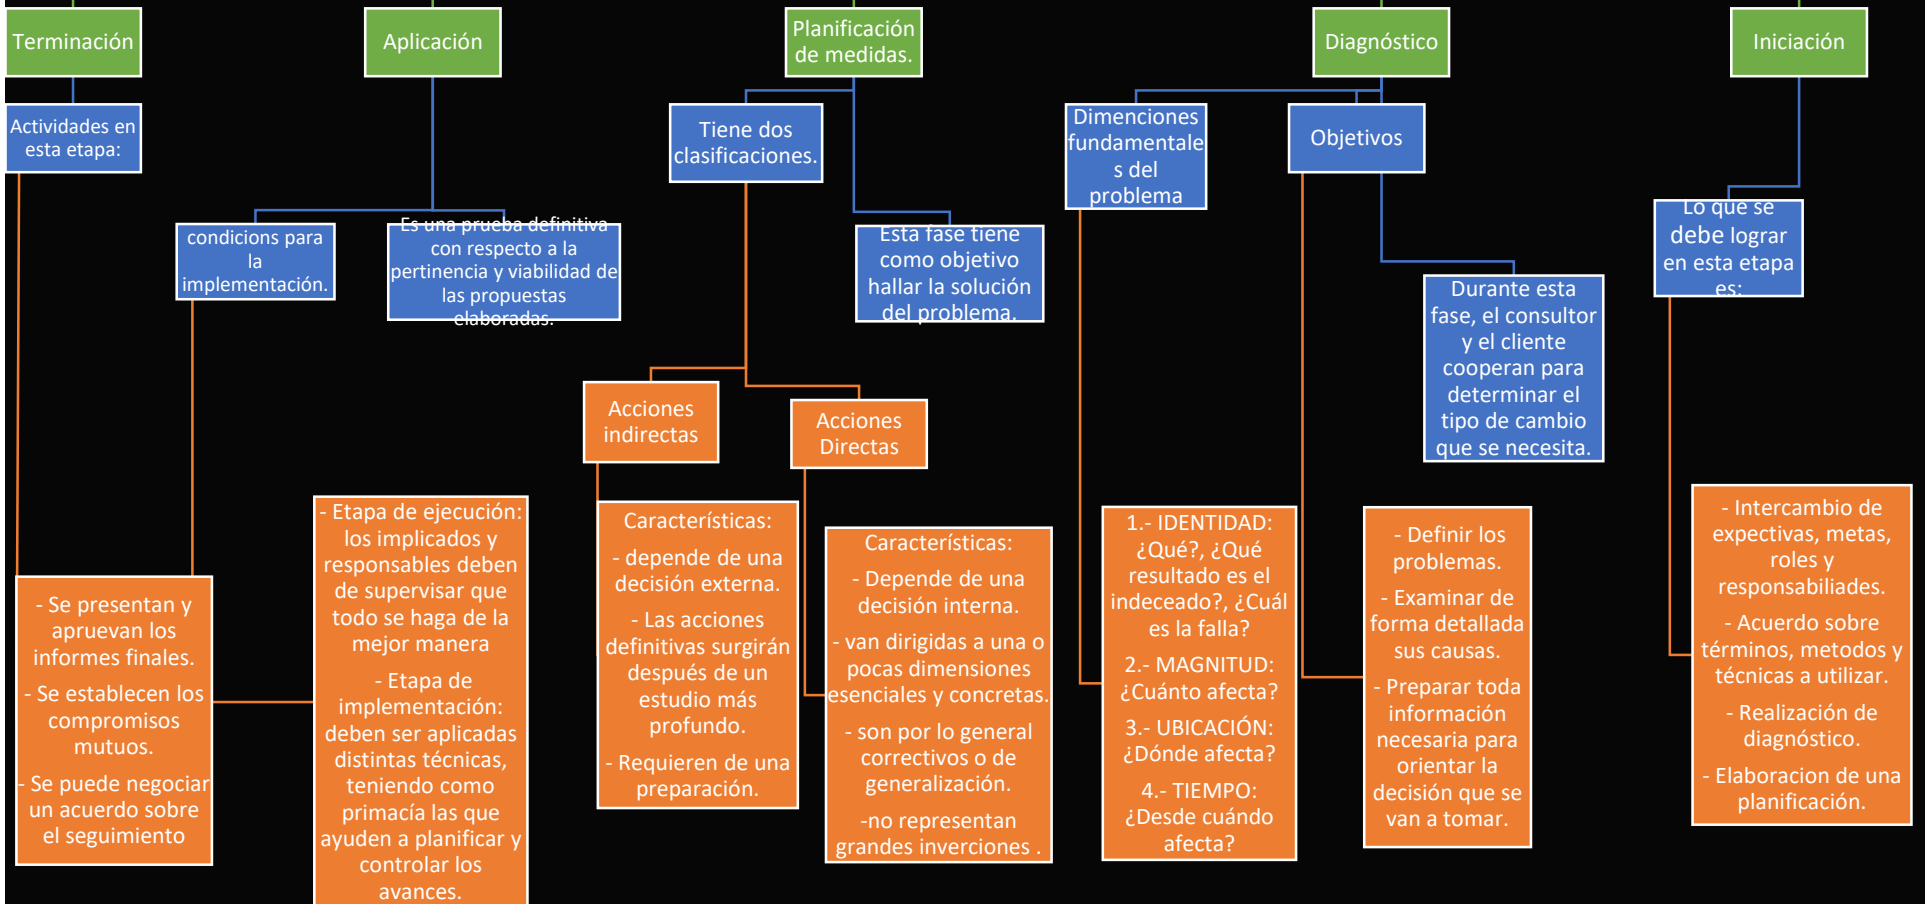 Terminación
Aplicación
Planificación
de medidas.
Diagnóstico
Iniciación
Actividades en
esta etapa:
Tiene dos
clasificaciones.
Dimenciones
fundamentale
s del
problema
Objetivos
condicions para
la
implementación.
Es una prueba definitiva
con respecto a la
pertinencia y viabilidad de
las propuestas
elaboradas.
Esta fase tiene
como objetivo
hallar la solución
del problema.
Durante esta
fase, el consultor
y el cliente
cooperan para
determinar el
tipo de cambio
que se necesita.
Lo que se
debe lograr
en esta etapa
es:
Acciones
indirectas
Acciones
Directas
- Se presentan y
apruevan los
informes finales.
- Se establecen los
compromisos
mutuos.
- Se puede negociar
un acuerdo sobre
el seguimiento
- Etapa de ejecución:
los implicados y
responsables deben
de supervisar que
todo se haga de la
mejor manera
- Etapa de
implementación:
deben ser aplicadas
distintas técnicas,
teniendo como
primacía las que
ayuden a planificar y
controlar los
avances.
Características:
- depende de una
decisión externa.
- Las acciones
definitivas surgirán
después de un
estudio más
profundo.
- Requieren de una
preparación.
Características:
- Depende de una
decisión interna.
- van dirigidas a una o
pocas dimensiones
esenciales y concretas.
- son por lo general
correctivos o de
generalización.
-no representan
grandes inverciones .
1.- IDENTIDAD:
¿Qué?, ¿Qué
resultado es el
indeceado?, ¿Cuál
es la falla?
2.- MAGNITUD:
¿Cuánto afecta?
3.- UBICACIÓN:
¿Dónde afecta?
4.- TIEMPO:
¿Desde cuándo
afecta?
- Definir los
problemas.
- Examinar de
forma detallada
sus causas.
- Preparar toda
información
necesaria para
orientar la
decisión que se
van a tomar.
- Intercambio de
expectivas, metas,
roles y
responsabiliades.
- Acuerdo sobre
términos, metodos y
técnicas a utilizar.
- Realización de
diagnóstico.
- Elaboracion de una
planificación.